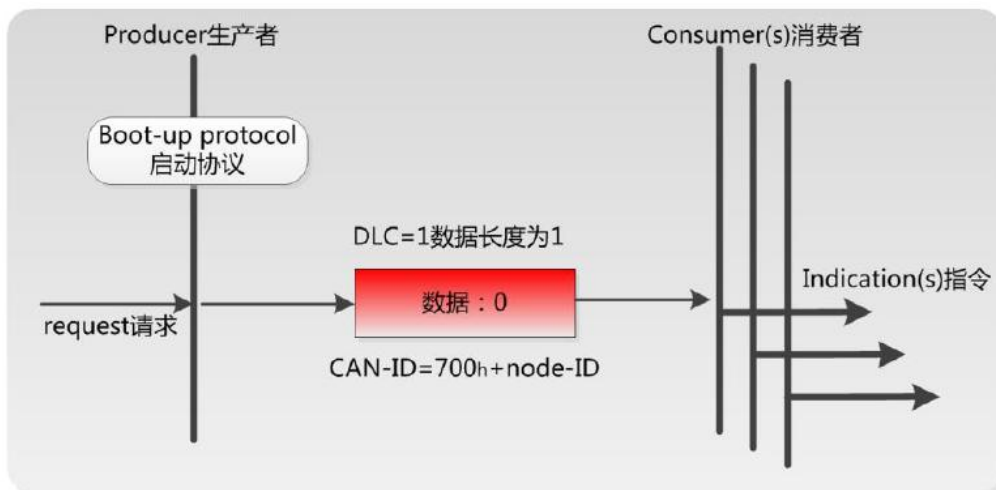 Producer生产者
Consumer(s)消费者
Boot-up protocol
启动协议
DLC=1数据长度为1
数据：0
CAN-ID=700h+node-ID
request请求
Indication(s)指令